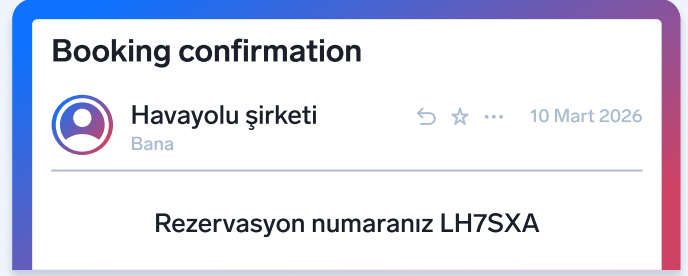 Booking confirmation
Havayolu şirketi
10 Mart 2026
Bana
Rezervasyon numaranız LH7SXA